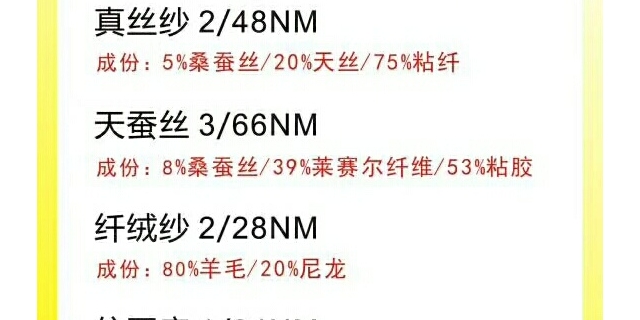 真丝纱 2/48NM
成份：5%桑蚕丝/20%天丝/75%粘纤
天蚕丝 3/66NM
成份：8%桑蚕丝/39%莱赛尔纤维/53%粘胶
纤绒纱 2/28NM
成份：80%羊毛/20%尼龙